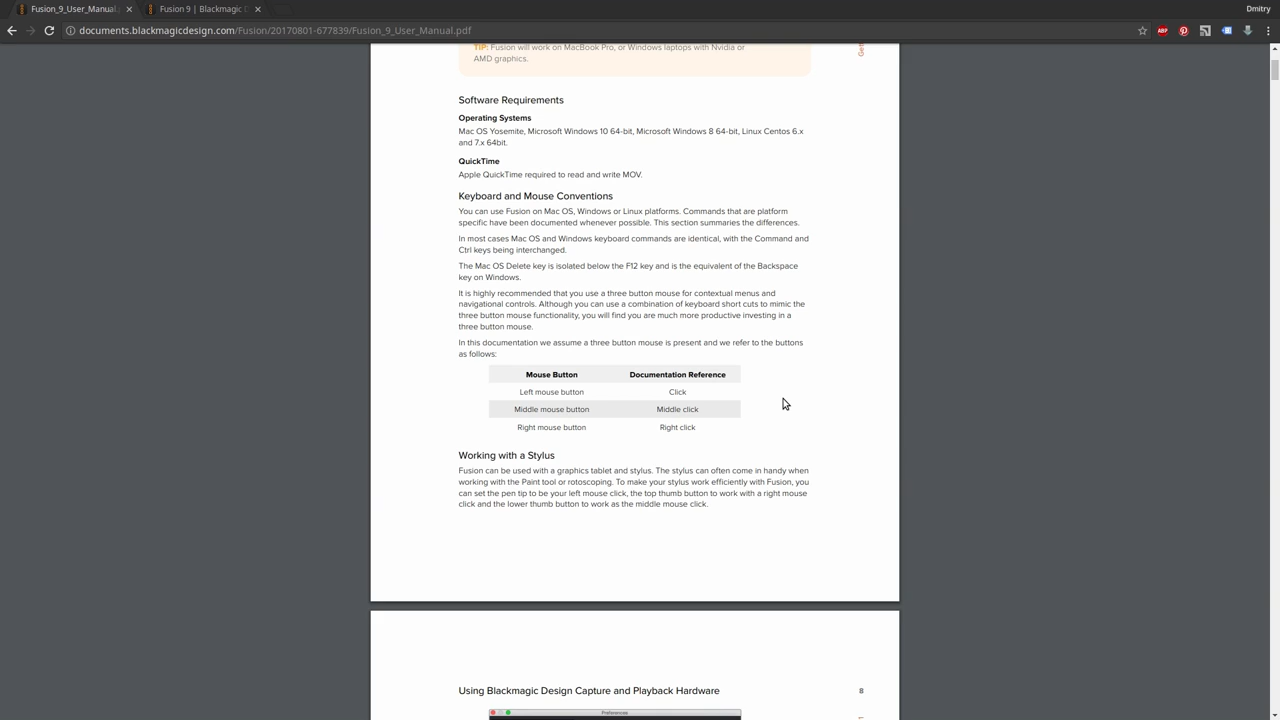 Fusion_9_User_Manual.
Fusion 9 | Blackmagic D
Dmitry
documents.blackmagicdesign.com/Fusion/20170801-677839/Fusion_9_User_Manual.pdf
ABP
TIP: Fusion will work on MacBook Pro, or Windows laptops with Nvidia or
AMD graphics.
Software Requirements
Operating Systems
Mac OS Yosemite, Microsoft Windows 10 64-bit, Microsoft Windows 8 64-bit, Linux Centos 6.x
and 7.x 64bit.
QuickTime
Apple QuickTime required to read and write MOV.
Keyboard and Mouse Conventions
You can use Fusion on Mac OS, Windows or Linux platforms. Commands that are platform
specific have been documented whenever possible. This section summaries the differences.
In most cases Mac OS and Windows keyboard commands are identical, with the Command and
Ctrl keys being interchanged.
The Mac OS Delete key is isolated below the F12 key and is the equivalent of the Backspace
key on Windows.
It is highly recommended that you use a three button mouse for contextual menus and
navigational controls. Although you can use a combination of keyboard short cuts to mimic the
three button mouse functionality, you will find you are much more productive investing in a
three button mouse.
In this documentation we assume a three button mouse is present and we refer to the buttons
as follows:
Mouse Button Documentation Reference
Left mouse button Click
Middle mouse button Middle click
Right mouse button Right click
Working with a Stylus
Fusion can be used with a graphics tablet and stylus. The stylus can often come in handy when
working with the Paint tool or rotoscoping. To make your stylus work efficiently with Fusion, you
can set the pen tip to be your left mouse click, the top thumb button to work with a right mouse
click and the lower thumb button to work as the middle mouse click.
Using Blackmagic Design Capture and Playback Hardware
8
Preferences